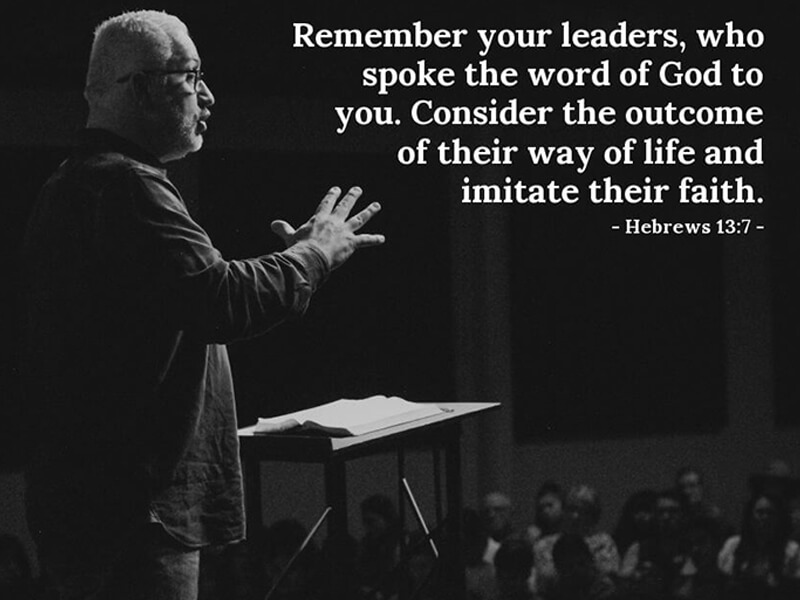 Remember your leaders, who
spoke the word of God to
you. Consider the outcome
of their way of life and
imitate their faith.
- Hebrews 13:7 -